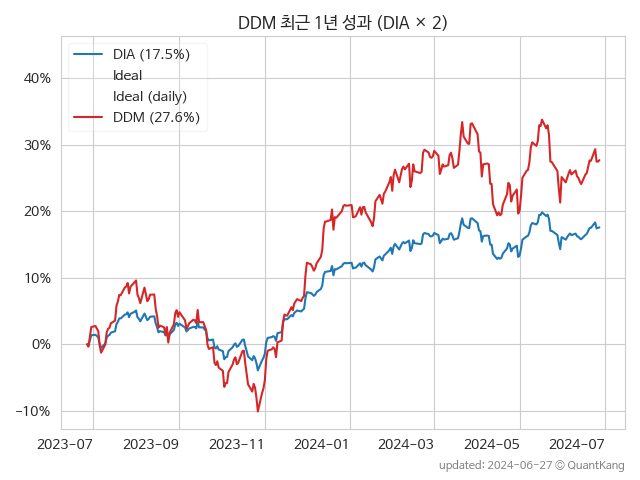 DDM 최근 1년 성과 (DIA × 2)
DIA (17.5%)
Ideal
Ideal (daily)
DDM (27.6%)
40%
30%
20%
10%
0%
−10%
2023-07 2023-09 2023-11 2024-01 2024-03 2024-05 2024-07
updated: 2024-06-27 © QuantKang